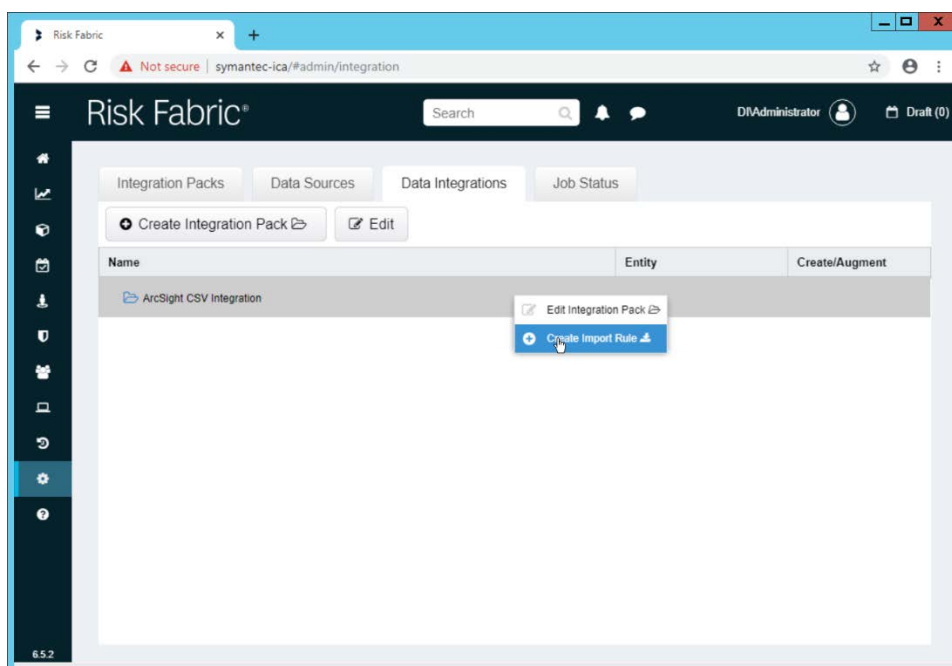 Risk Fabric
Not secure | symantec-ica/#admin/integration
Risk Fabric®
Search
DI\Administrator
Draft (0)
Integration Packs
Data Sources
Data Integrations
Job Status
Create Integration Pack
Edit
Name
Entity
Create/Augment
ArcSight CSV Integration
Edit Integration Pack
Create Import Rule
6.5.2